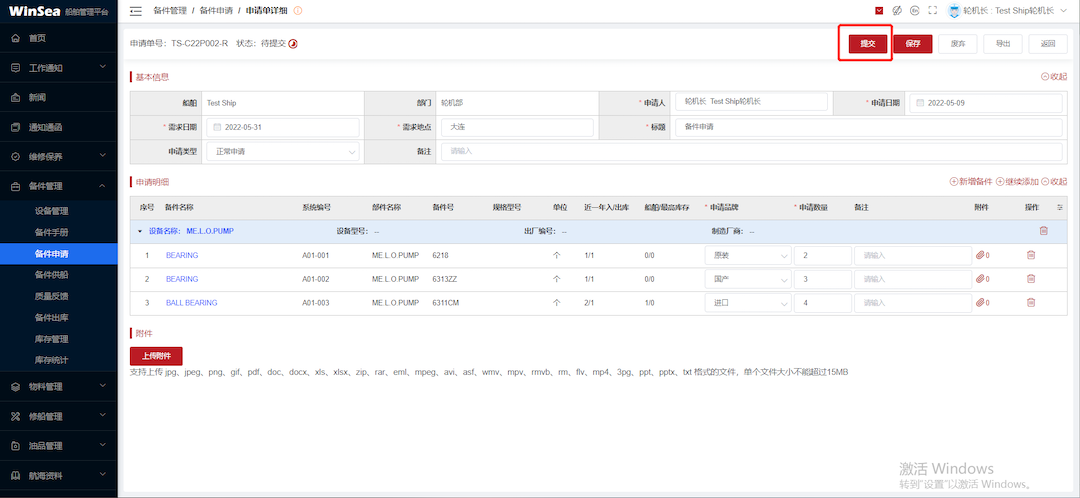 WinSea 船舶管理平台
备件管理 / 备件申请 / 申请单详细
En
轮机长：Test Ship轮机长
首页
工作通知
新闻
通知通函
维修保养
备件管理
设备管理
备件手册
备件申请
备件供船
质量反馈
备件出库
库存管理
库存统计
物料管理
修船管理
油品管理
航海资料
申请单号：TS-C22P002-R 状态：待提交
提交 保存 废弃 导出 返回
基本信息 收起
船舶 Test Ship 部门 轮机部 * 申请人 轮机长 Test Ship轮机长 * 申请日期 2022-05-09
* 需求日期 2022-05-31 * 需求地点 大连 * 标题 备件申请
申请类型 正常申请 备注 请输入
申请明细 新增备件 继续添加 收起
序号 备件名称 系统编号 部件名称 备件号 规格型号 单位 近一年入/出库 船舶/最高库存 * 申请品牌 * 申请数量 备注 附件 操作
设备名称：ME.L.O.PUMP 设备型号：-- 出厂编号：-- 制造厂商：--
1 BEARING A01-001 ME.L.O.PUMP 6218 个 1/1 0/0 原装 2 请输入 0
2 BEARING A01-002 ME.L.O.PUMP 6313ZZ 个 1/1 0/0 国产 3 请输入 0
3 BALL BEARING A01-003 ME.L.O.PUMP 6311CM 个 2/1 1/0 进口 4 请输入 0
附件
上传附件
支持上传 jpg、jpeg、png、gif、pdf、doc、docx、xls、xlsx、zip、rar、eml、mpeg、avi、asf、wmv、mpv、rmvb、rm、flv、mp4、3pg、ppt、pptx、txt 格式的文件，单个文件大小不能超过15MB
激活 Windows
转到"设置"以激活 Windows。